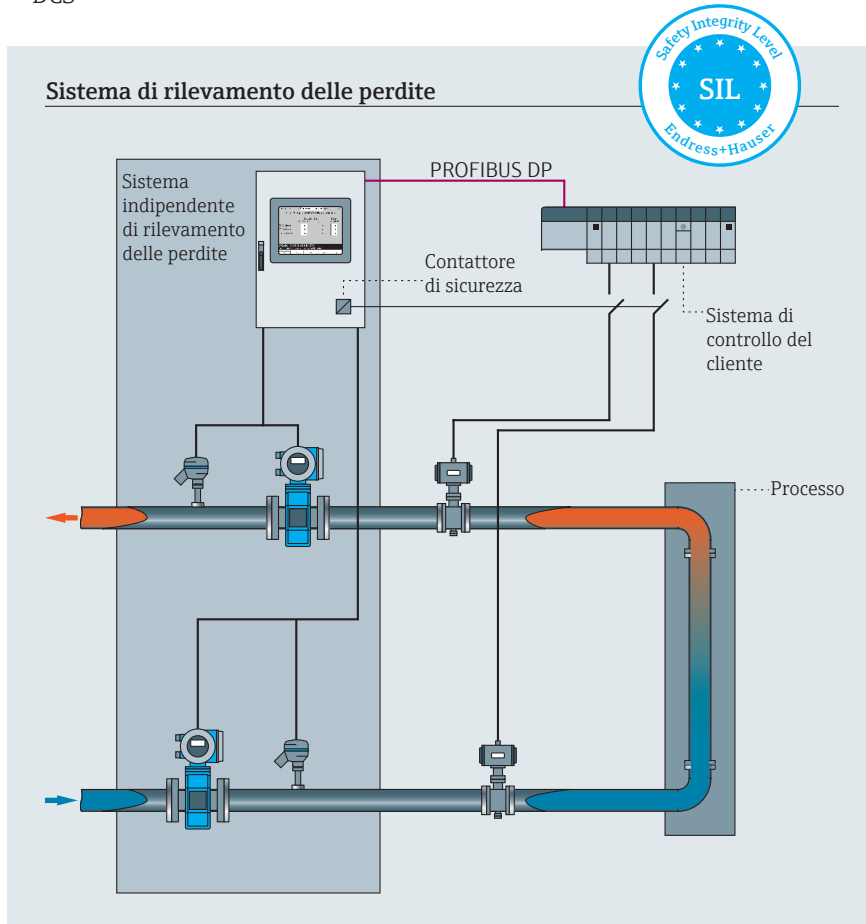 DCS
Safety Integrity Level
SIL
Endress+Hauser
Sistema di rilevamento delle perdite
PROFIBUS DP
Sistema
indipendente
di rilevamento
delle perdite
Contattore
di sicurezza
Sistema di
controllo del
cliente
Processo